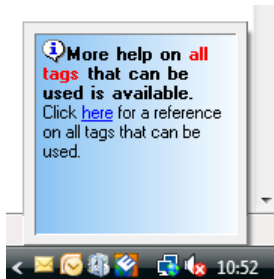 More help on all
tags that can be
used is available.
Click here for a reference
on all tags that can be
used.
10:52